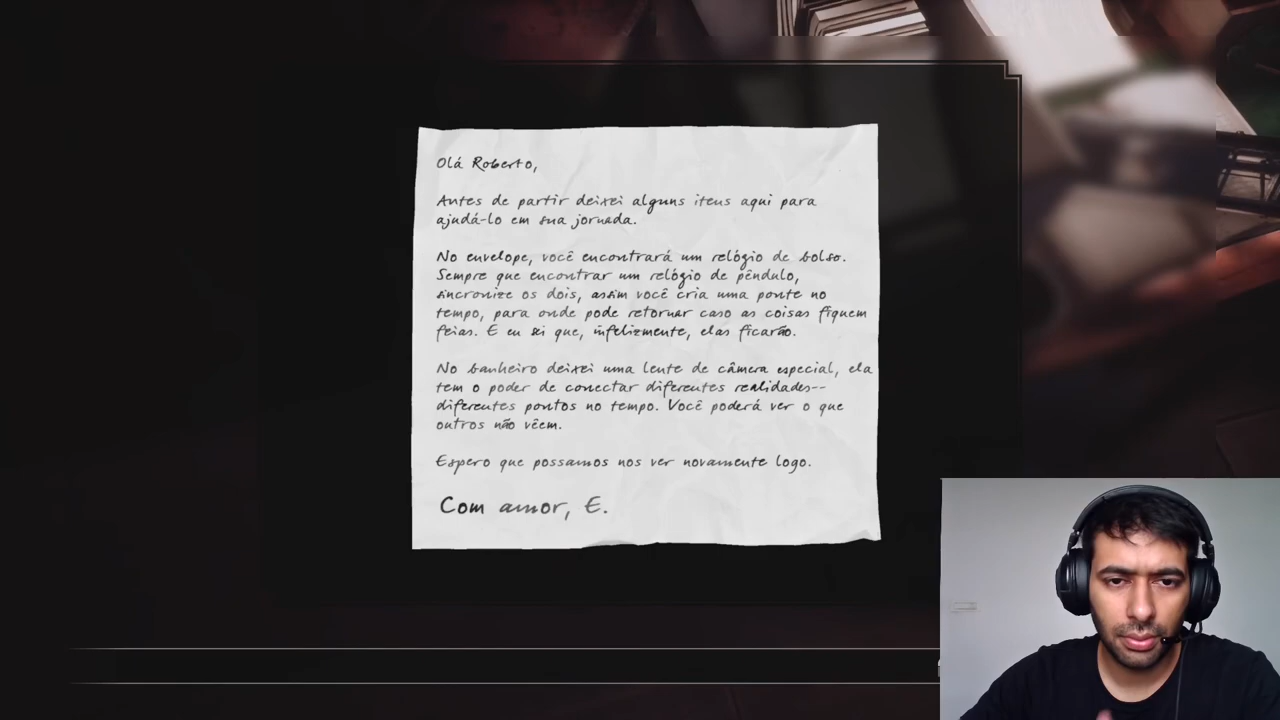 Olá Roberto,
Antes de partir deixei alguns itens aqui para
ajudá-lo em sua jornada.
No envelope, você encontrará um relógio de bolso.
Sempre que encontrar um relógio de pêndulo,
sincronize os dois, assim você cria uma ponte no
tempo, para onde pode retornar caso as coisas fiquem
feias. E eu sei que, infelizmente, elas ficarão.
No banheiro deixei uma lente de câmera especial, ela
tem o poder de conectar diferentes realidades--
diferentes pontos no tempo. Você poderá ver o que
outros não vêem.
Espero que possamos nos ver novamente logo.
Com amor, E.